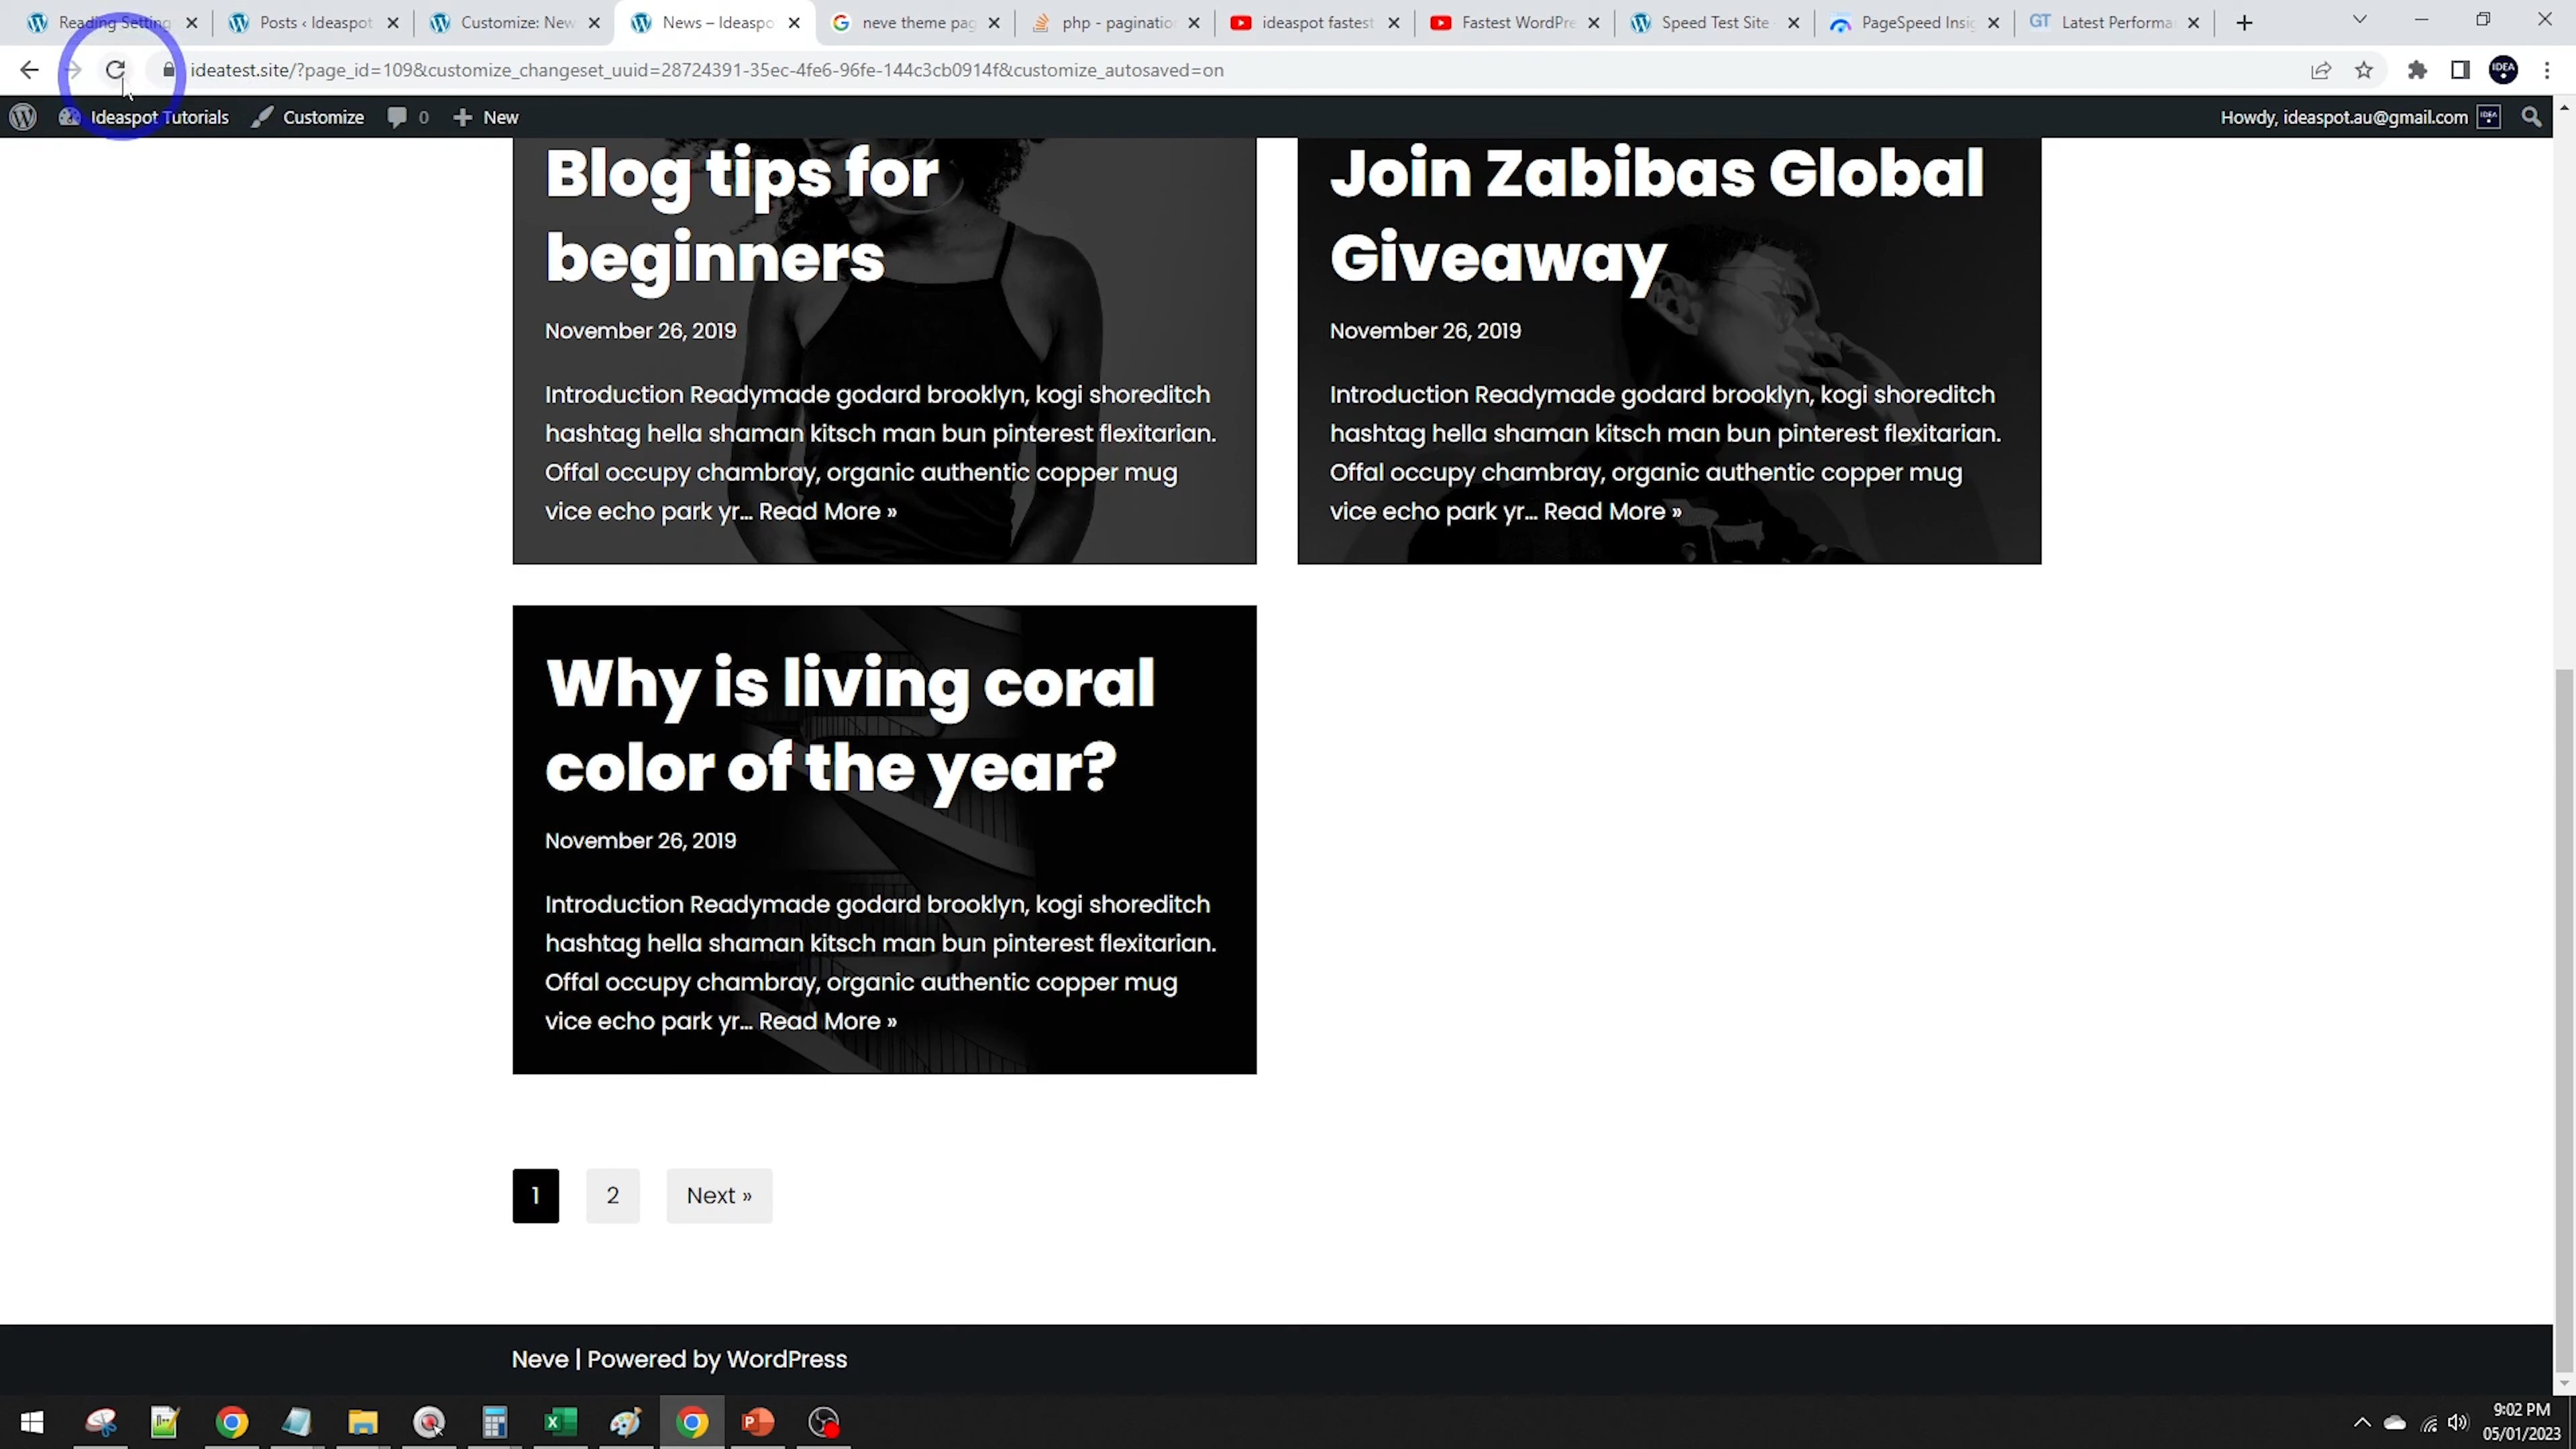 Reading Setting
Posts ‹ Ideaspot
Customize: New
News – Ideaspo
neve theme pag
php - paginatio
ideaspot fastest
Fastest WordPre
Speed Test Site
PageSpeed Insig
GT Latest Performa
ideatest.site/?page_id=109&customize_changeset_uuid=28724391-35ec-4fe6-96fe-144c3cb0914f&customize_autosaved=on
IDEA
Ideaspot Tutorials
Customize
0
New
Howdy, ideaspot.au@gmail.com
Blog tips for
beginners
November 26, 2019
Introduction Readymade godard brooklyn, kogi shoreditch
hashtag hella shaman kitsch man bun pinterest flexitarian.
Offal occupy chambray, organic authentic copper mug
vice echo park yr... Read More »
Join Zabibas Global
Giveaway
November 26, 2019
Introduction Readymade godard brooklyn, kogi shoreditch
hashtag hella shaman kitsch man bun pinterest flexitarian.
Offal occupy chambray, organic authentic copper mug
vice echo park yr... Read More »
Why is living coral
color of the year?
November 26, 2019
Introduction Readymade godard brooklyn, kogi shoreditch
hashtag hella shaman kitsch man bun pinterest flexitarian.
Offal occupy chambray, organic authentic copper mug
vice echo park yr... Read More »
1
2
Next »
Neve | Powered by WordPress
9:02 PM
05/01/2023